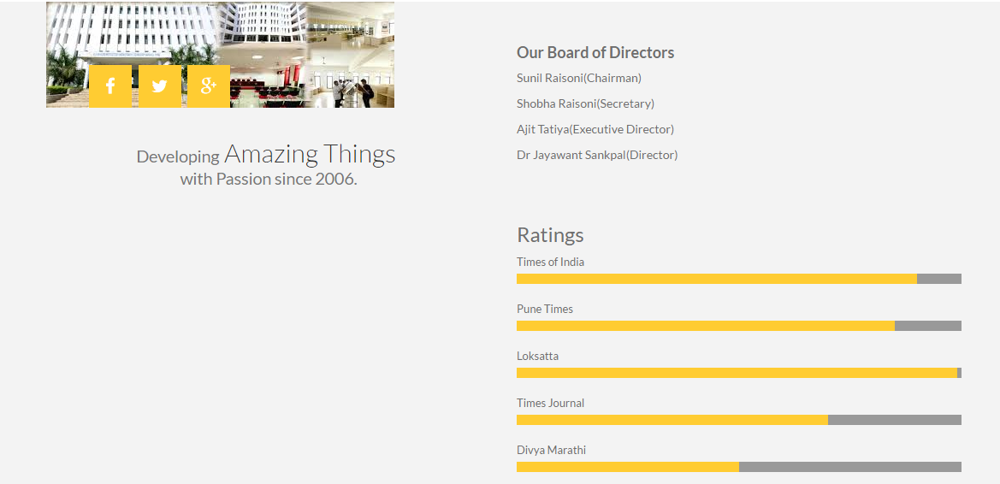 Developing Amazing Things
with Passion since 2006.
Our Board of Directors
Sunil Raisoni(Chairman)
Shobha Raisoni(Secretary)
Ajit Tatiya(Executive Director)
Dr Jayawant Sankpal(Director)
Ratings
Times of India
Pune Times
Loksatta
Times Journal
Divya Marathi